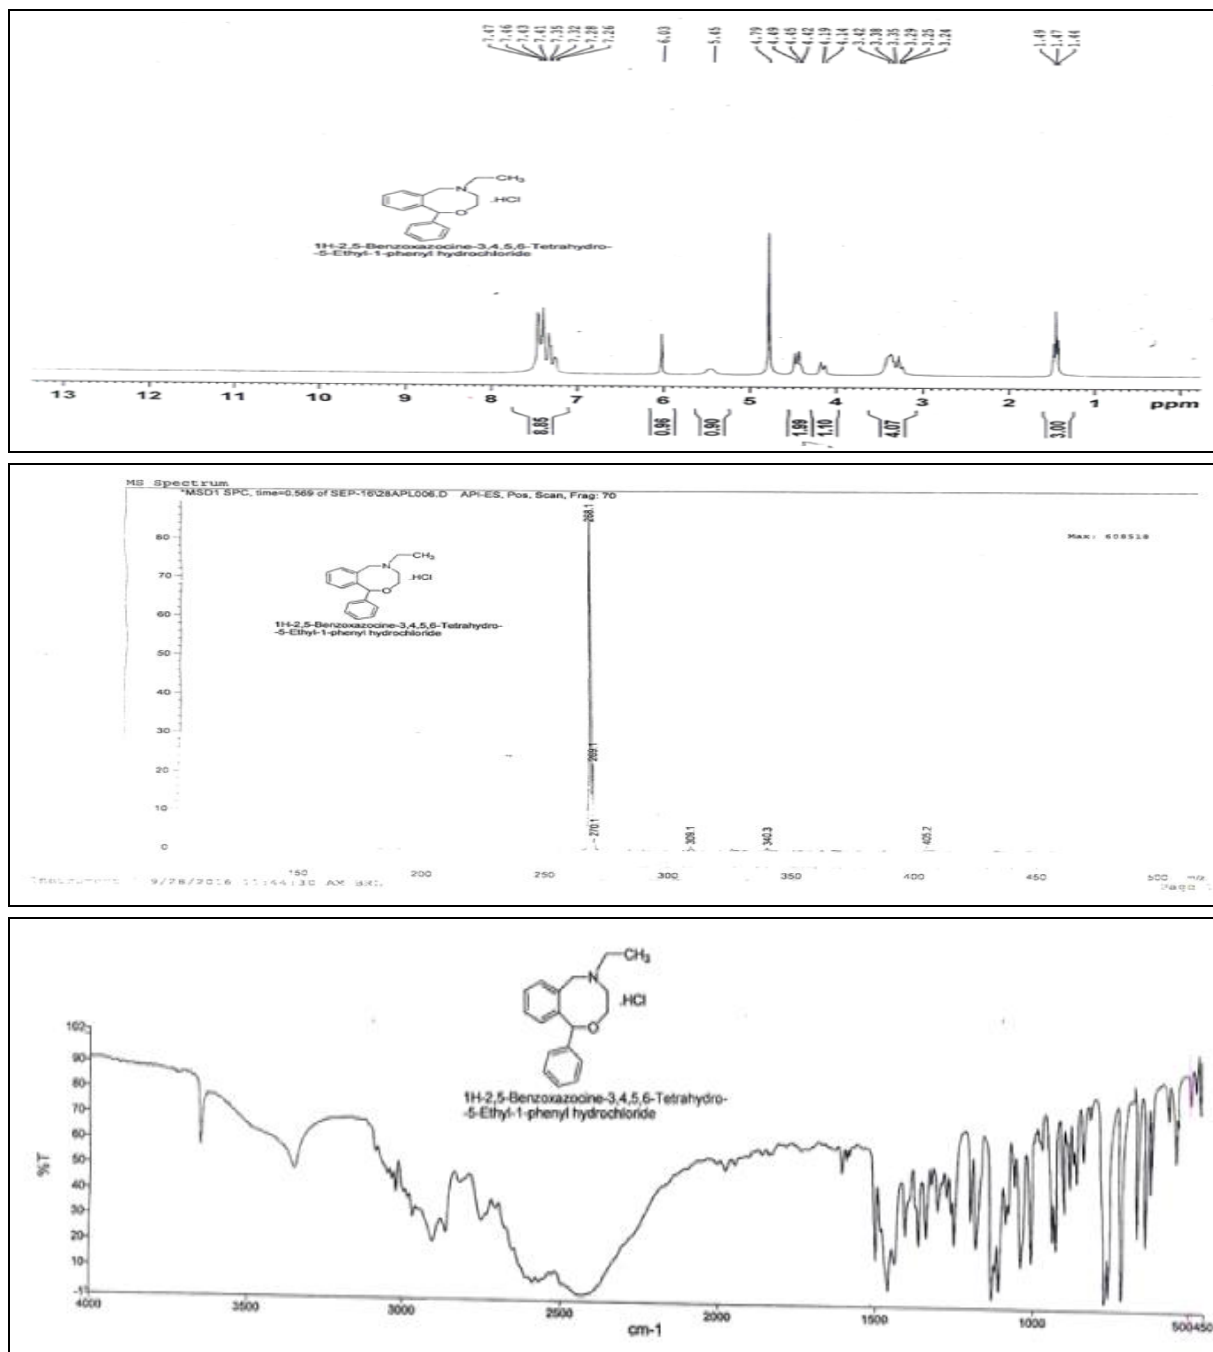 7.47 7.46 7.43 7.41 7.35 7.32 7.28 7.26 6.03 5.45 4.79 4.49 4.45 4.42 4.19 4.14 3.42 3.38 3.35 3.29 3.25 3.24 1.49 1.47 1.44
CH3
N
.HCl
O
1H-2,5-Benzoxazocine-3,4,5,6-Tetrahydro-
-5-Ethyl-1-phenyl hydrochloride
13 12 11 10 9 8 7 6 5 4 3 2 1 ppm
8.85 0.96 0.90 1.99 1.10 4.07 3.00
MS Spectrum
*MSD1 SPC, time=0.569 of SEP-16\28APL006.D API-ES, Pos, Scan, Frag: 70
268.1
Max: 608518
80
70
60
50
40
30
20
10
0
CH3
N
.HCl
O
1H-2,5-Benzoxazocine-3,4,5,6-Tetrahydro-
-5-Ethyl-1-phenyl hydrochloride
269.1
270.1 309.1 340.3 405.2
150 200 250 300 350 400 450 500 m/z
9/28/2016 11:44:30 AM
Page
CH3
N
.HCl
O
1H-2,5-Benzoxazocine-3,4,5,6-Tetrahydro-
-5-Ethyl-1-phenyl hydrochloride
102
90
80
70
60
50
40
30
20
10
%T
4000 3500 3000 2500 2000 1500 1000 500450
cm-1